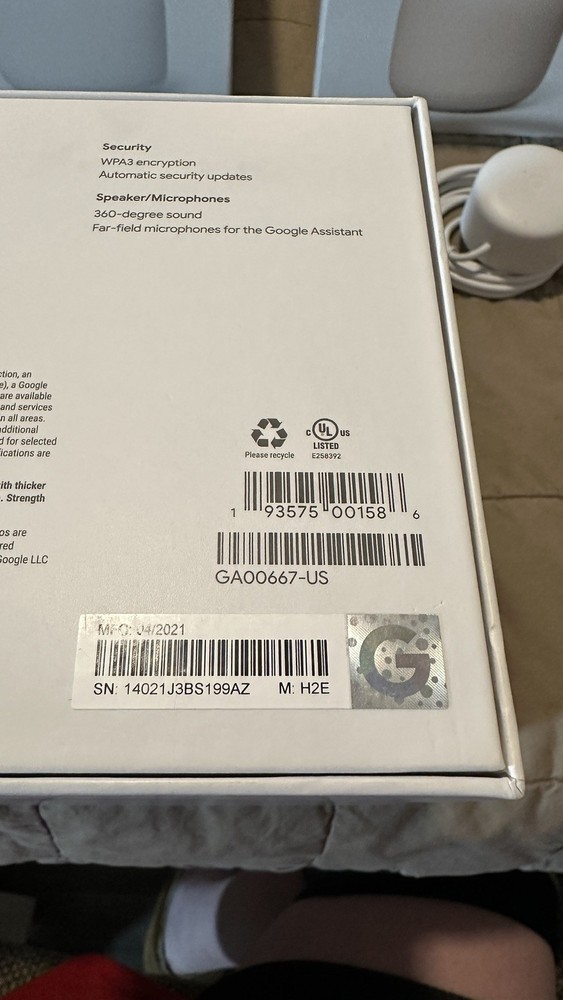 Security
WPA3 encryption
Automatic security updates
Speaker/Microphones
360-degree sound
Far-field microphones for the Google Assistant
ction, an
e), a Google
are available
and services
n all areas.
additional
d for selected
ications are
ith thicker
. Strength
os are
red
Google LLC
Please recycle
C UL US
LISTED
E258392
1 93575 00158 6
GA00667-US
MFG: 04/2021
SN: 14021J3BS199AZ M: H2E
G